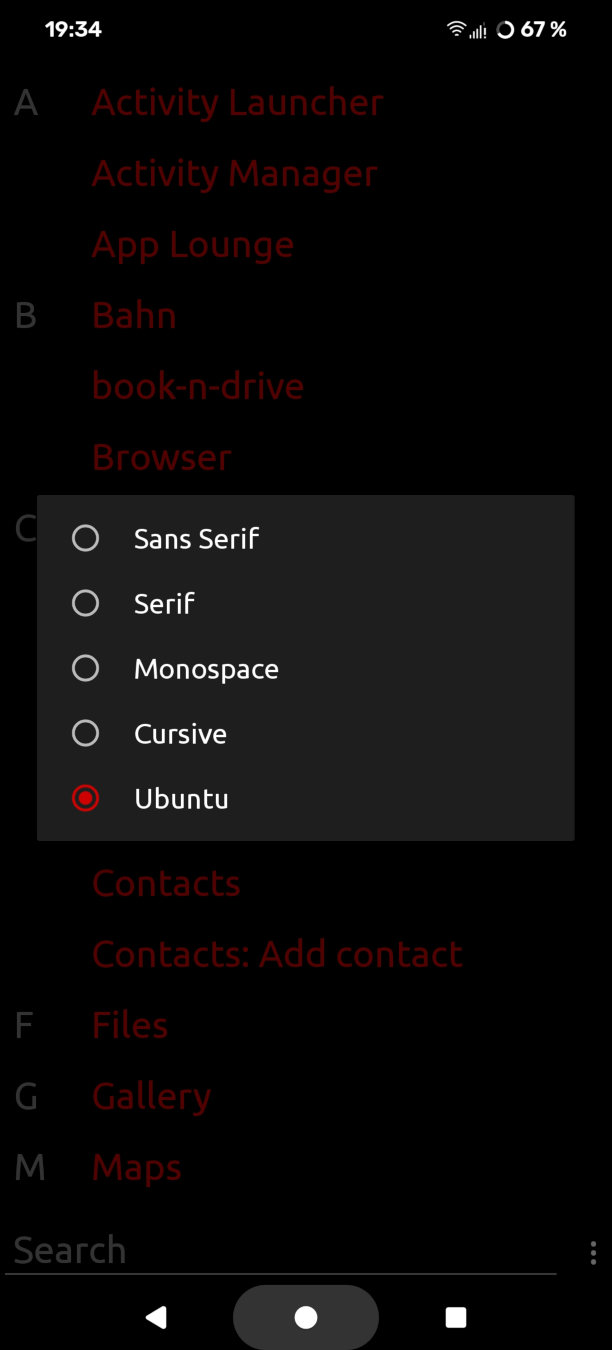 19:34 67 %
A Activity Launcher
Activity Manager
App Lounge
B Bahn
book-n-drive
Browser
C
Sans Serif
Serif
Monospace
Cursive
Ubuntu
Contacts
Contacts: Add contact
F Files
G Gallery
M Maps
Search